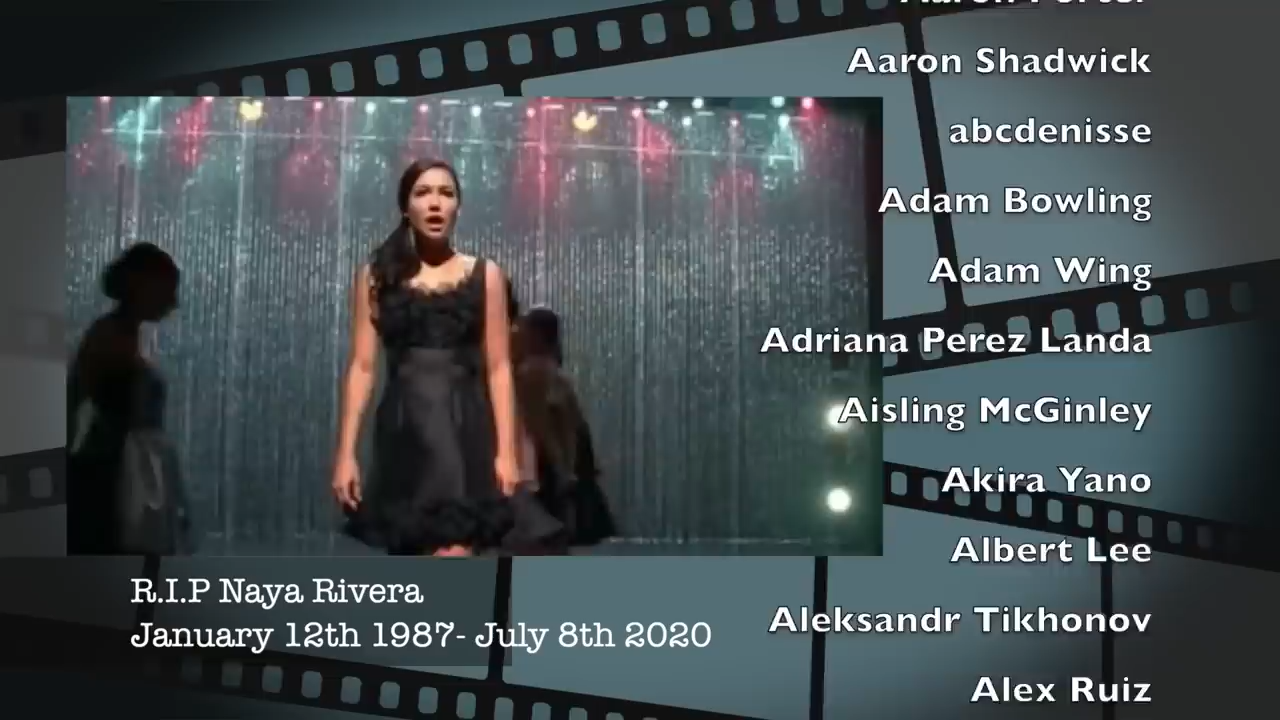 Aaron Shadwick
abcdenisse
Adam Bowling
Adam Wing
Adriana Perez Landa
Aisling McGinley
Akira Yano
Albert Lee
Aleksandr Tikhonov
Alex Ruiz
R.I.P Naya Rivera
January 12th 1987- July 8th 2020